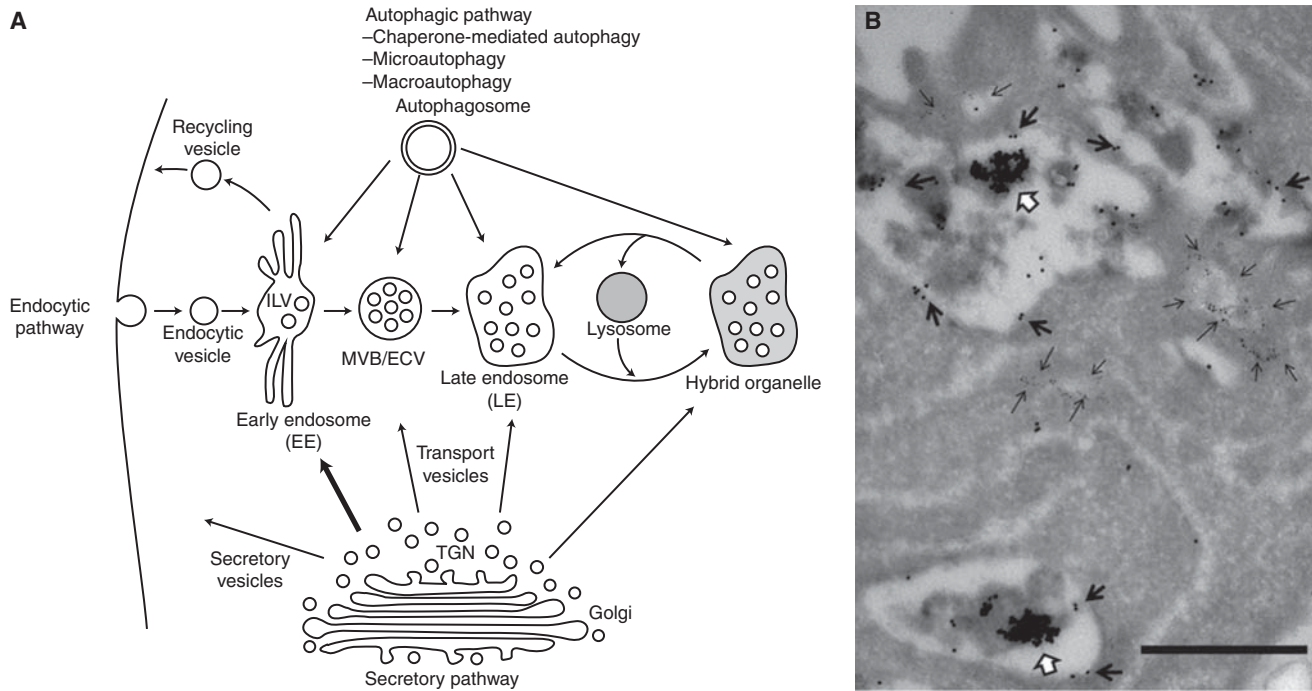 A
Autophagic pathway
–Chaperone-mediated autophagy
–Microautophagy
–Macroautophagy
Autophagosome
Recycling
vesicle
Endocytic
pathway
Endocytic
vesicle
ILV
MVB/ECV
Late endosome
(LE)
Lysosome
Hybrid organelle
Early endosome
(EE)
Transport
vesicles
Secretory
vesicles
TGN
Golgi
Secretory pathway
B